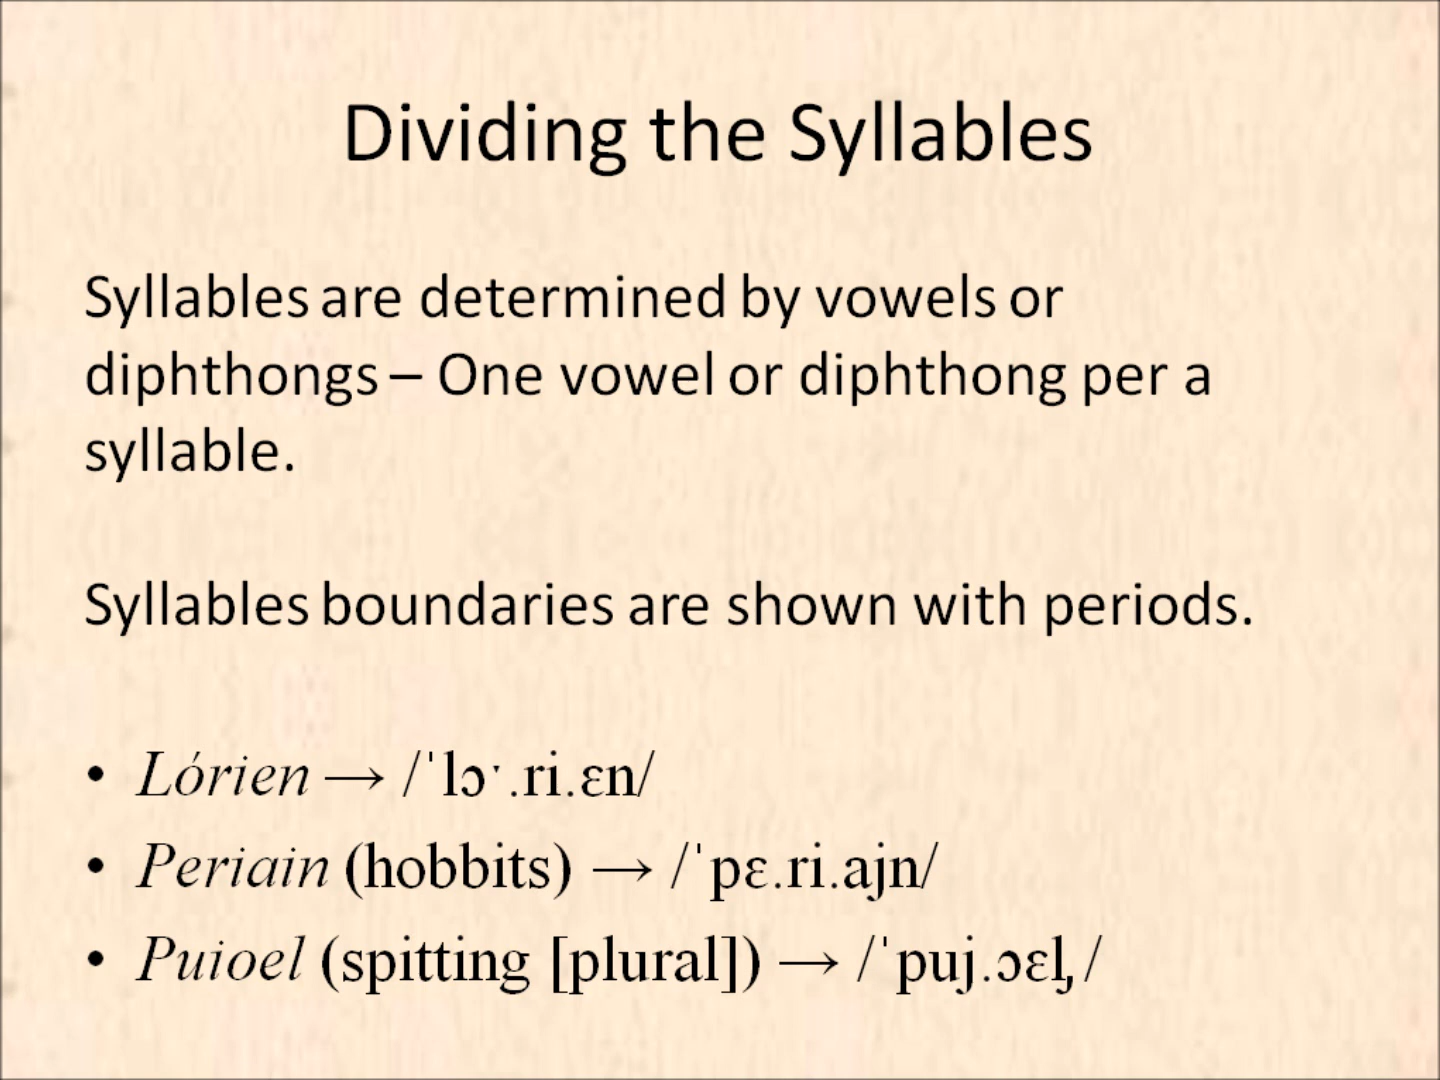 Dividing the Syllables
Syllables are determined by vowels or
diphthongs – One vowel or diphthong per a
syllable.
Syllables boundaries are shown with periods.
• Lórien → /ˈlɔˑ.ri.ɛn/
• Periain (hobbits) → /ˈpɛ.ri.ajn/
• Puioel (spitting [plural]) → /ˈpuj.ɔɛl̡/